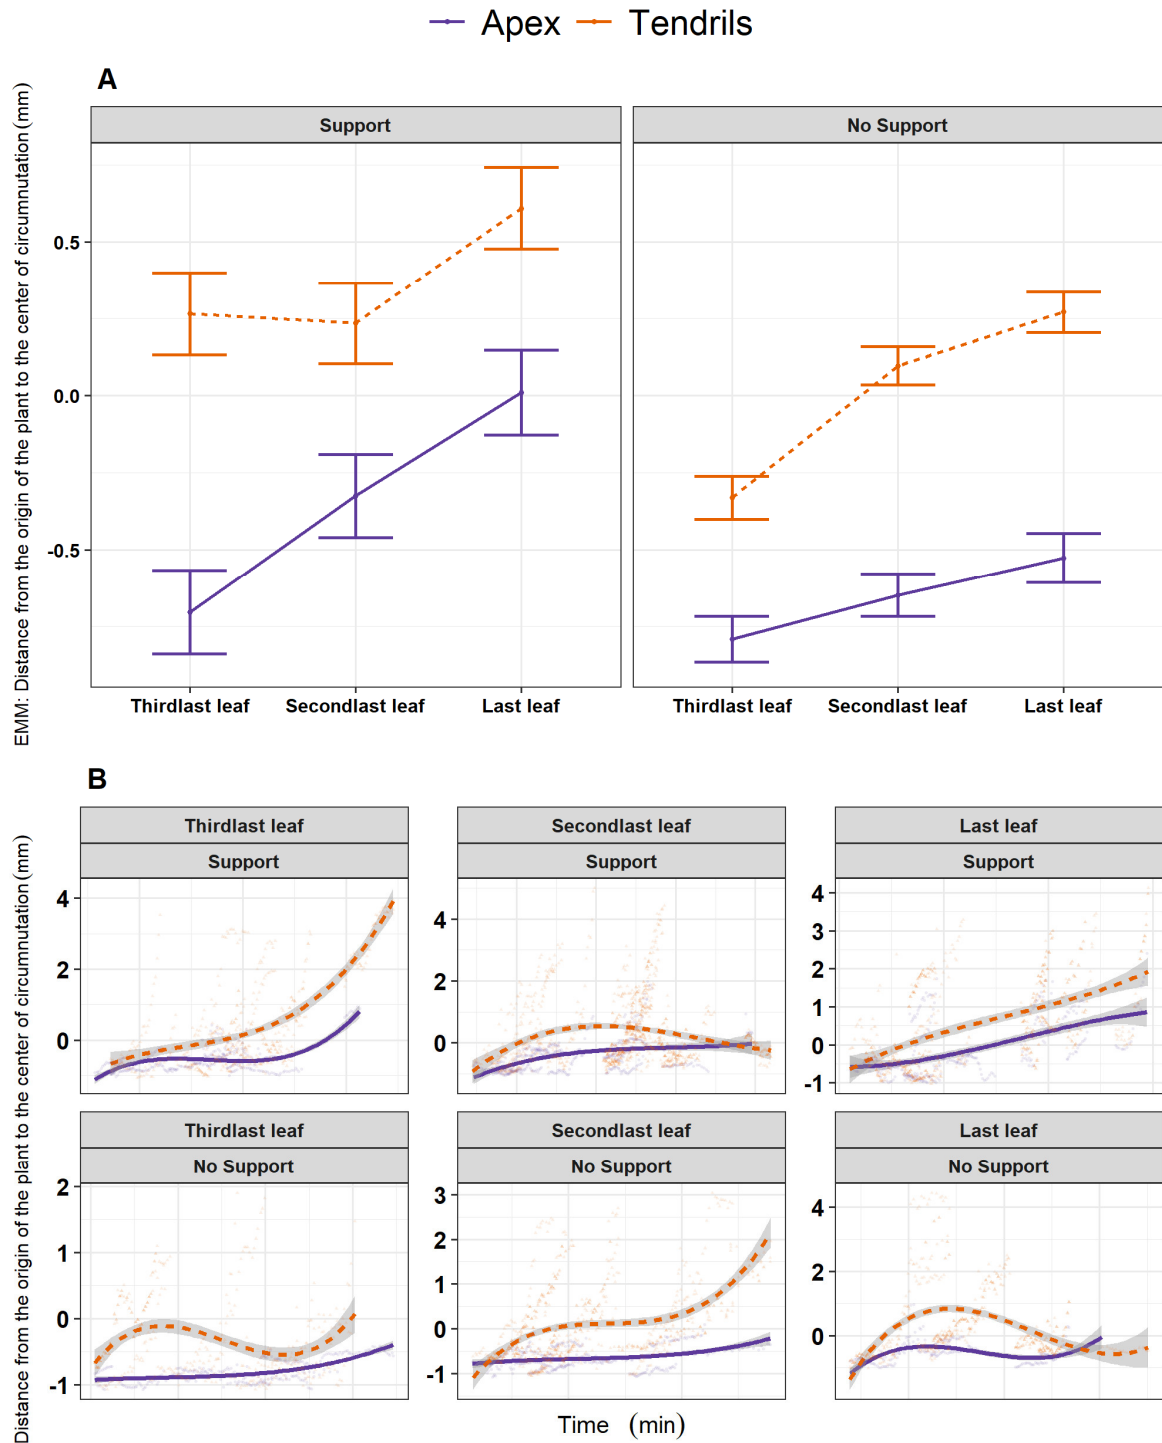 Apex Tendrils
A
EMM: Distance from the origin of the plant to the center of circumnutation (mm)
Support
No Support
0.5
0.0
-0.5
Thirdlast leaf Secondlast leaf Last leaf
Thirdlast leaf Secondlast leaf Last leaf
B
Distance from the origin of the plant to the center of circumnutation (mm)
Thirdlast leaf
Support
4
2
0
Secondlast leaf
Support
4
2
0
Last leaf
Support
4
3
2
1
0
-1
Thirdlast leaf
No Support
2
1
0
-1
Secondlast leaf
No Support
3
2
1
0
-1
Last leaf
No Support
4
2
0
Time (min)